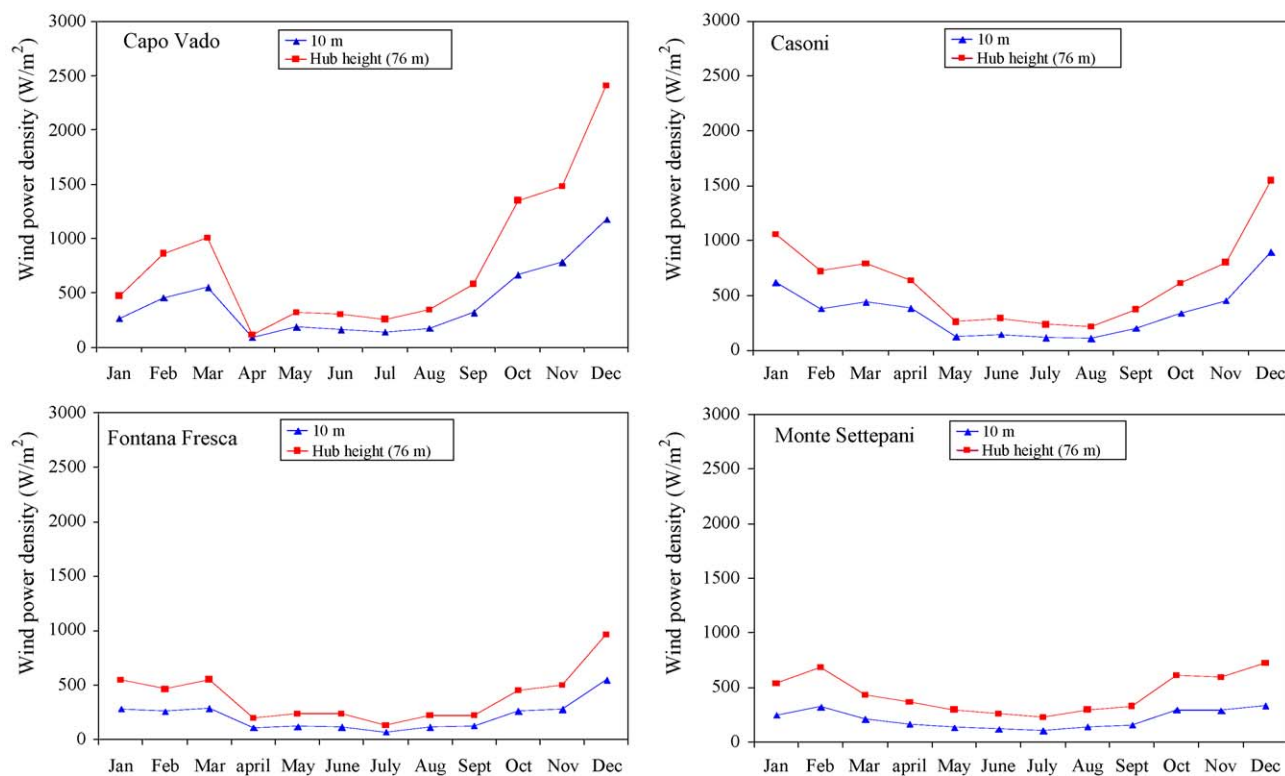 Capo Vado
10 m
Hub height (76 m)
Wind power density (W/m²)
3000
2500
2000
1500
1000
500
0
Jan Feb Mar Apr May Jun Jul Aug Sep Oct Nov Dec
Casoni
10 m
Hub height (76 m)
Wind power density (W/m²)
3000
2500
2000
1500
1000
500
0
Jan Feb Mar april May June July Aug Sept Oct Nov Dec
Fontana Fresca
10 m
Hub height (76 m)
Wind power density (W/m²)
3000
2500
2000
1500
1000
500
0
Jan Feb Mar april May June July Aug Sept Oct Nov Dec
Monte Settepani
10 m
Hub height (76 m)
Wind power density (W/m²)
3000
2500
2000
1500
1000
500
0
Jan Feb Mar april May June July Aug Sept Oct Nov Dec